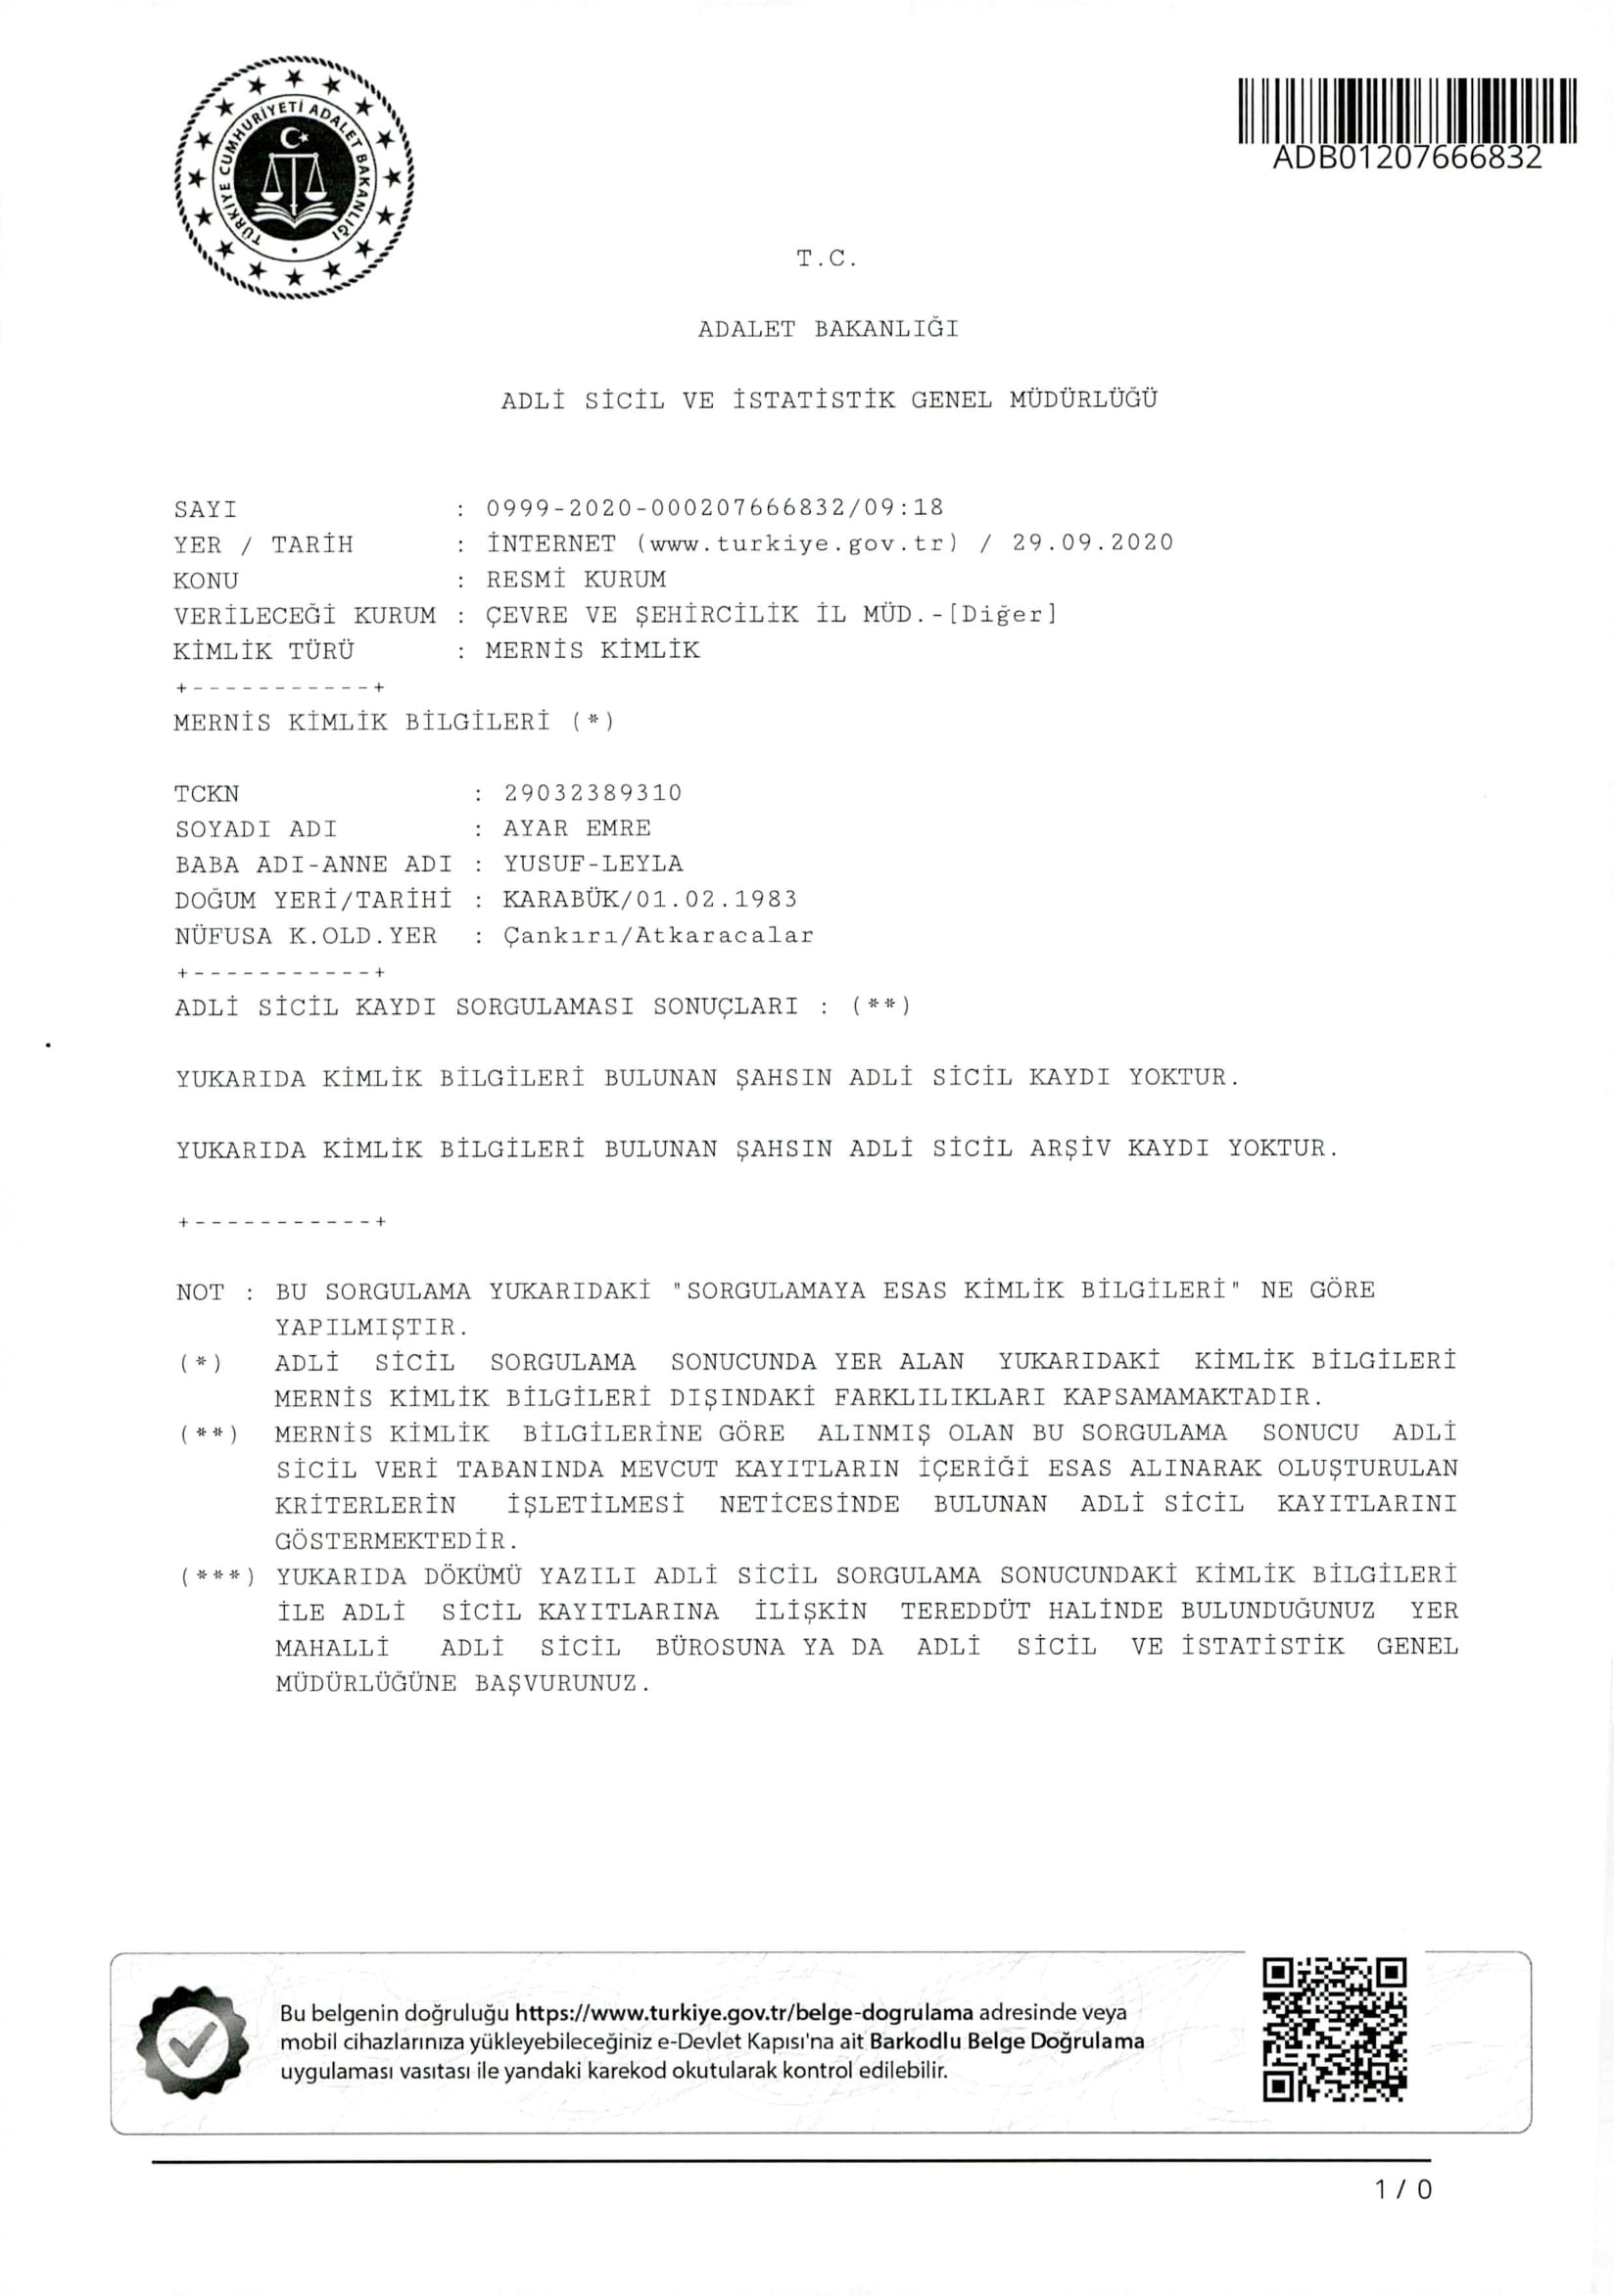 TÜRKİYE CUMHURİYETİ ADALET BAKANLIĞI
ADB01207666832
T.C.
ADALET BAKANLIĞI
ADLİ SİCİL VE İSTATİSTİK GENEL MÜDÜRLÜĞÜ
SAYI : 0999-2020-000207666832/09:18
YER / TARİH : İNTERNET (www.turkiye.gov.tr) / 29.09.2020
KONU : RESMİ KURUM
VERİLECEĞİ KURUM : ÇEVRE VE ŞEHİRCİLİK İL MÜD.-[Diğer]
KİMLİK TÜRÜ : MERNİS KİMLİK
+-----------+
MERNİS KİMLİK BİLGİLERİ (*)
TCKN : 29032389310
SOYADI ADI : AYAR EMRE
BABA ADI-ANNE ADI : YUSUF-LEYLA
DOĞUM YERİ/TARİHİ : KARABÜK/01.02.1983
NÜFUSA K.OLD.YER : Çankırı/Atkaracalar
+-----------+
ADLİ SİCİL KAYDI SORGULAMASI SONUÇLARI : (**)
YUKARIDA KİMLİK BİLGİLERİ BULUNAN ŞAHSIN ADLİ SİCİL KAYDI YOKTUR.
YUKARIDA KİMLİK BİLGİLERİ BULUNAN ŞAHSIN ADLİ SİCİL ARŞİV KAYDI YOKTUR.
+-----------+
NOT : BU SORGULAMA YUKARIDAKİ "SORGULAMAYA ESAS KİMLİK BİLGİLERİ" NE GÖRE
YAPILMIŞTIR.
(*) ADLİ SİCİL SORGULAMA SONUCUNDA YER ALAN YUKARIDAKİ KİMLİK BİLGİLERİ
MERNİS KİMLİK BİLGİLERİ DIŞINDAKİ FARKLILIKLARI KAPSAMAMAKTADIR.
(**) MERNİS KİMLİK BİLGİLERİNE GÖRE ALINMIŞ OLAN BU SORGULAMA SONUCU ADLİ
SİCİL VERİ TABANINDA MEVCUT KAYITLARIN İÇERİĞİ ESAS ALINARAK OLUŞTURULAN
KRİTERLERİN İŞLETİLMESİ NETİCESİNDE BULUNAN ADLİ SİCİL KAYITLARINI
GÖSTERMEKTEDİR.
(***) YUKARIDA DÖKÜMÜ YAZILI ADLİ SİCİL SORGULAMA SONUCUNDAKİ KİMLİK BİLGİLERİ
İLE ADLİ SİCİL KAYITLARINA İLİŞKİN TEREDDÜT HALİNDE BULUNDUĞUNUZ YER
MAHALLİ ADLİ SİCİL BÜROSUNA YA DA ADLİ SİCİL VE İSTATİSTİK GENEL
MÜDÜRLÜĞÜNE BAŞVURUNUZ.
Bu belgenin doğruluğu https://www.turkiye.gov.tr/belge-dogrulama adresinde veya
mobil cihazlarınıza yükleyebileceğiniz e-Devlet Kapısı'na ait Barkodlu Belge Doğrulama
uygulaması vasıtası ile yandaki karekod okutularak kontrol edilebilir.
1 / 0